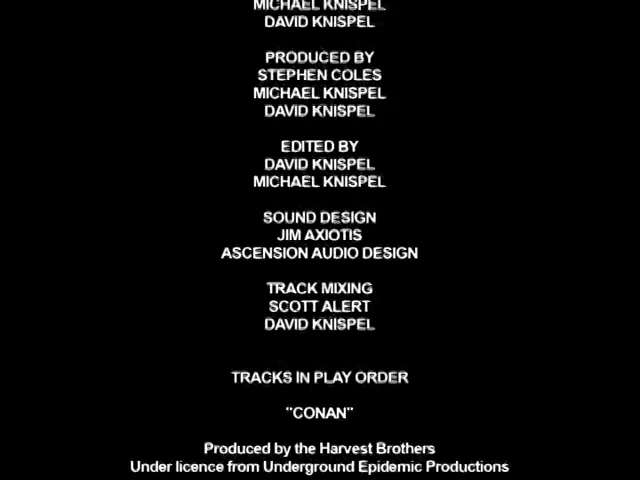 MICHAEL KNISPEL
DAVID KNISPEL
PRODUCED BY
STEPHEN COLES
MICHAEL KNISPEL
DAVID KNISPEL
EDITED BY
DAVID KNISPEL
MICHAEL KNISPEL
SOUND DESIGN
JIM AXIOTIS
ASCENSION AUDIO DESIGN
TRACK MIXING
SCOTT ALERT
DAVID KNISPEL
TRACKS IN PLAY ORDER
"CONAN"
Produced by the Harvest Brothers
Under licence from Underground Epidemic Productions